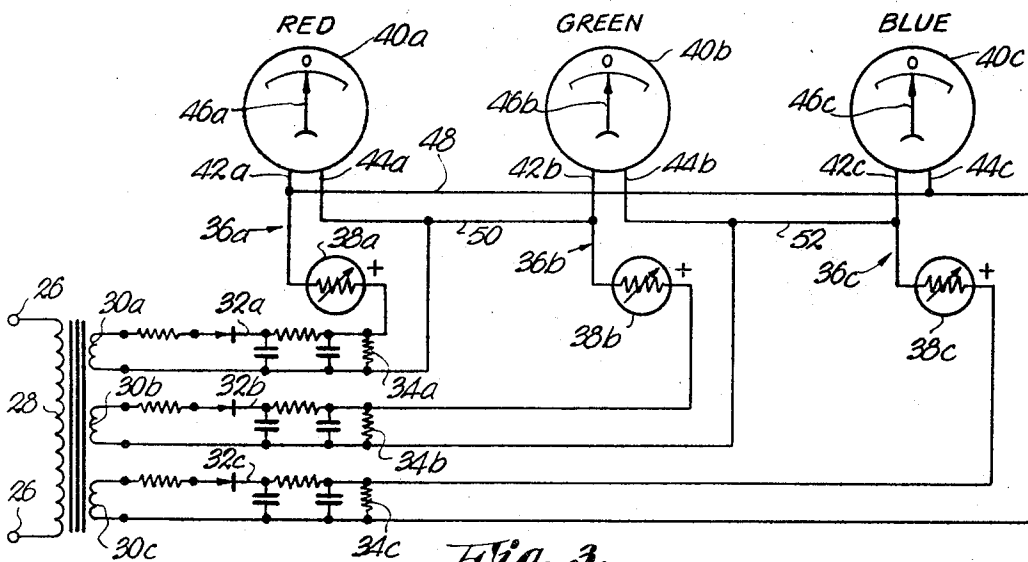 RED GREEN BLUE
40a 40b 40c
0 0 0
46a 46b 46c
42a 44a 48 42b 44b 42c 44c
36a 50 36b 52 36c
38a + + +
38b 38c
26 30a 32a
34a
28 30b 32b
34b
26 30c 32c
34c
Fig. 3.